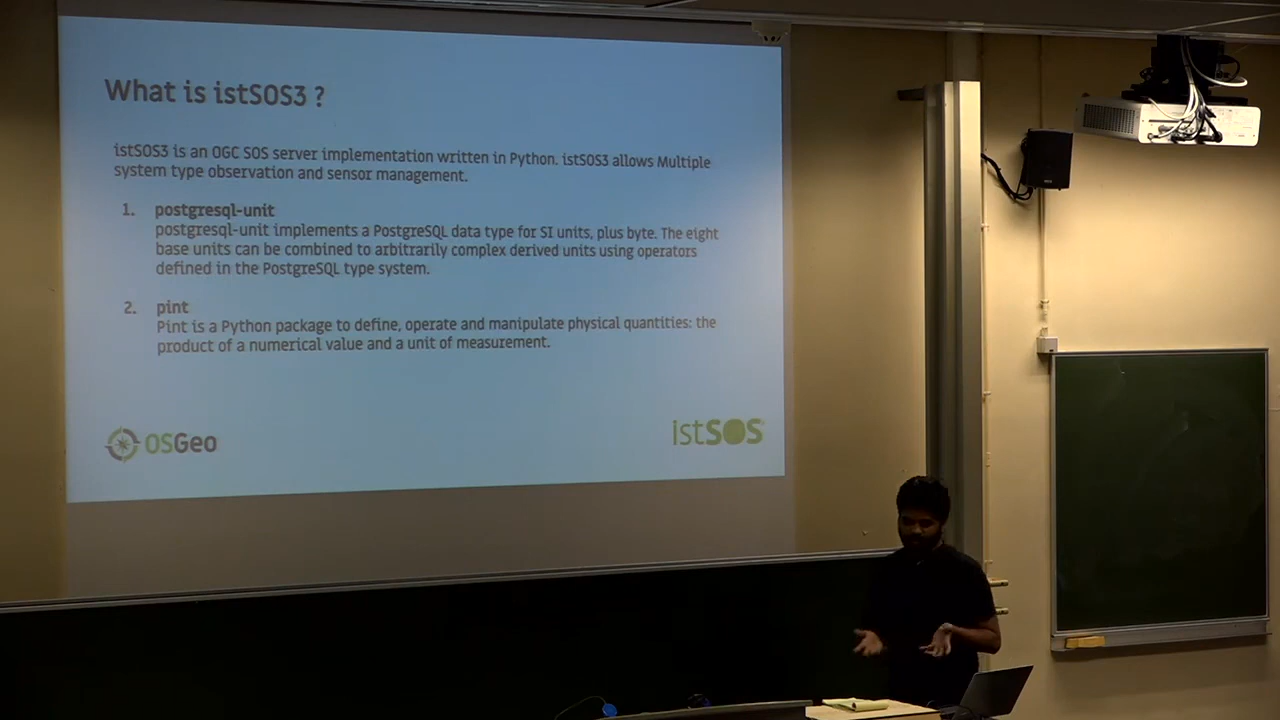 What is istSOS3 ?
istSOS3 is an OGC SOS server implementation written in Python. istSOS3 allows Multiple
system type observation and sensor management.
1. postgresql-unit
postgresql-unit implements a PostgreSQL data type for SI units, plus byte. The eight
base units can be combined to arbitrarily complex derived units using operators
defined in the PostgreSQL type system.
2. pint
Pint is a Python package to define, operate and manipulate physical quantities: the
product of a numerical value and a unit of measurement.
OSGeo
istSOS